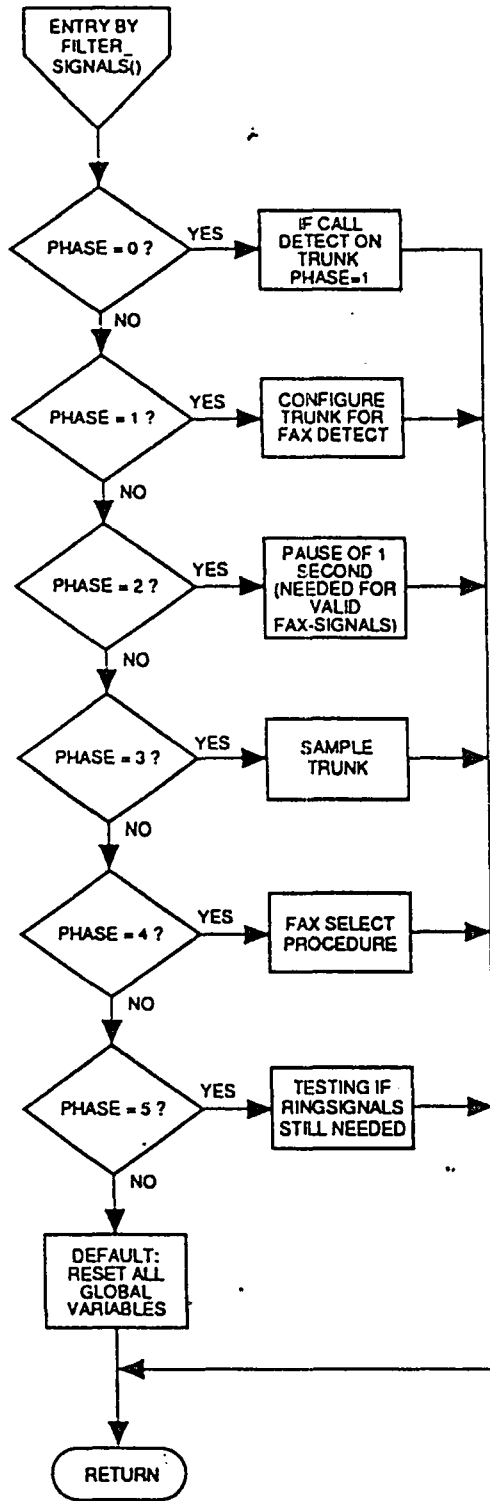 ENTRY BY
FILTER_
SIGNALS()
PHASE = 0 ?
YES
IF CALL
DETECT ON
TRUNK
PHASE=1
NO
PHASE = 1 ?
YES
CONFIGURE
TRUNK FOR
FAX DETECT
NO
PHASE = 2 ?
YES
PAUSE OF 1
SECOND
(NEEDED FOR
VALID
FAX-SIGNALS)
NO
PHASE = 3 ?
YES
SAMPLE
TRUNK
NO
PHASE = 4 ?
YES
FAX SELECT
PROCEDURE
NO
PHASE = 5 ?
YES
TESTING IF
RINGSIGNALS
STILL NEEDED
NO
DEFAULT:
RESET ALL
GLOBAL
VARIABLES
RETURN